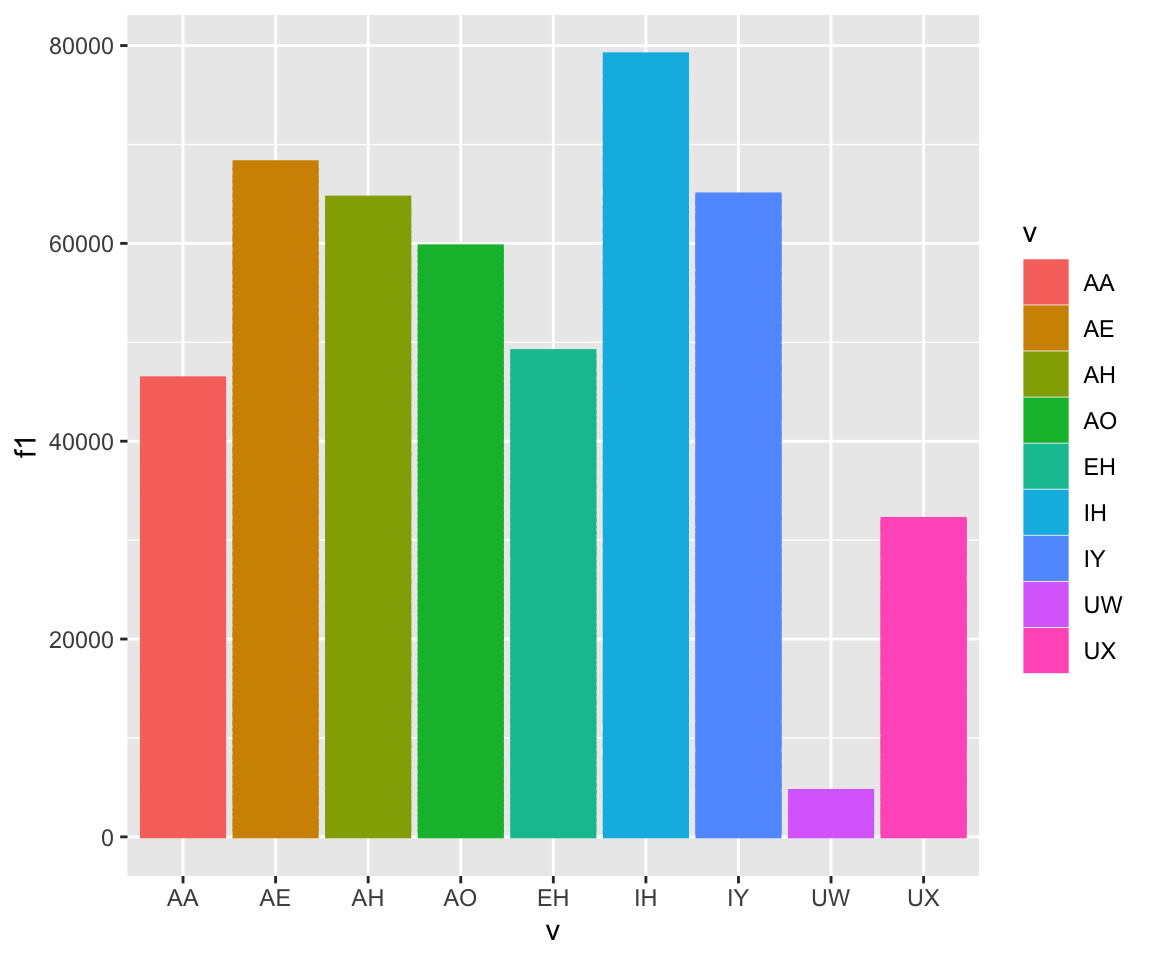 80000
60000
40000
20000
0
f1
AA AE AH AO EH IH IY UW UX
v
v
AA
AE
AH
AO
EH
IH
IY
UW
UX